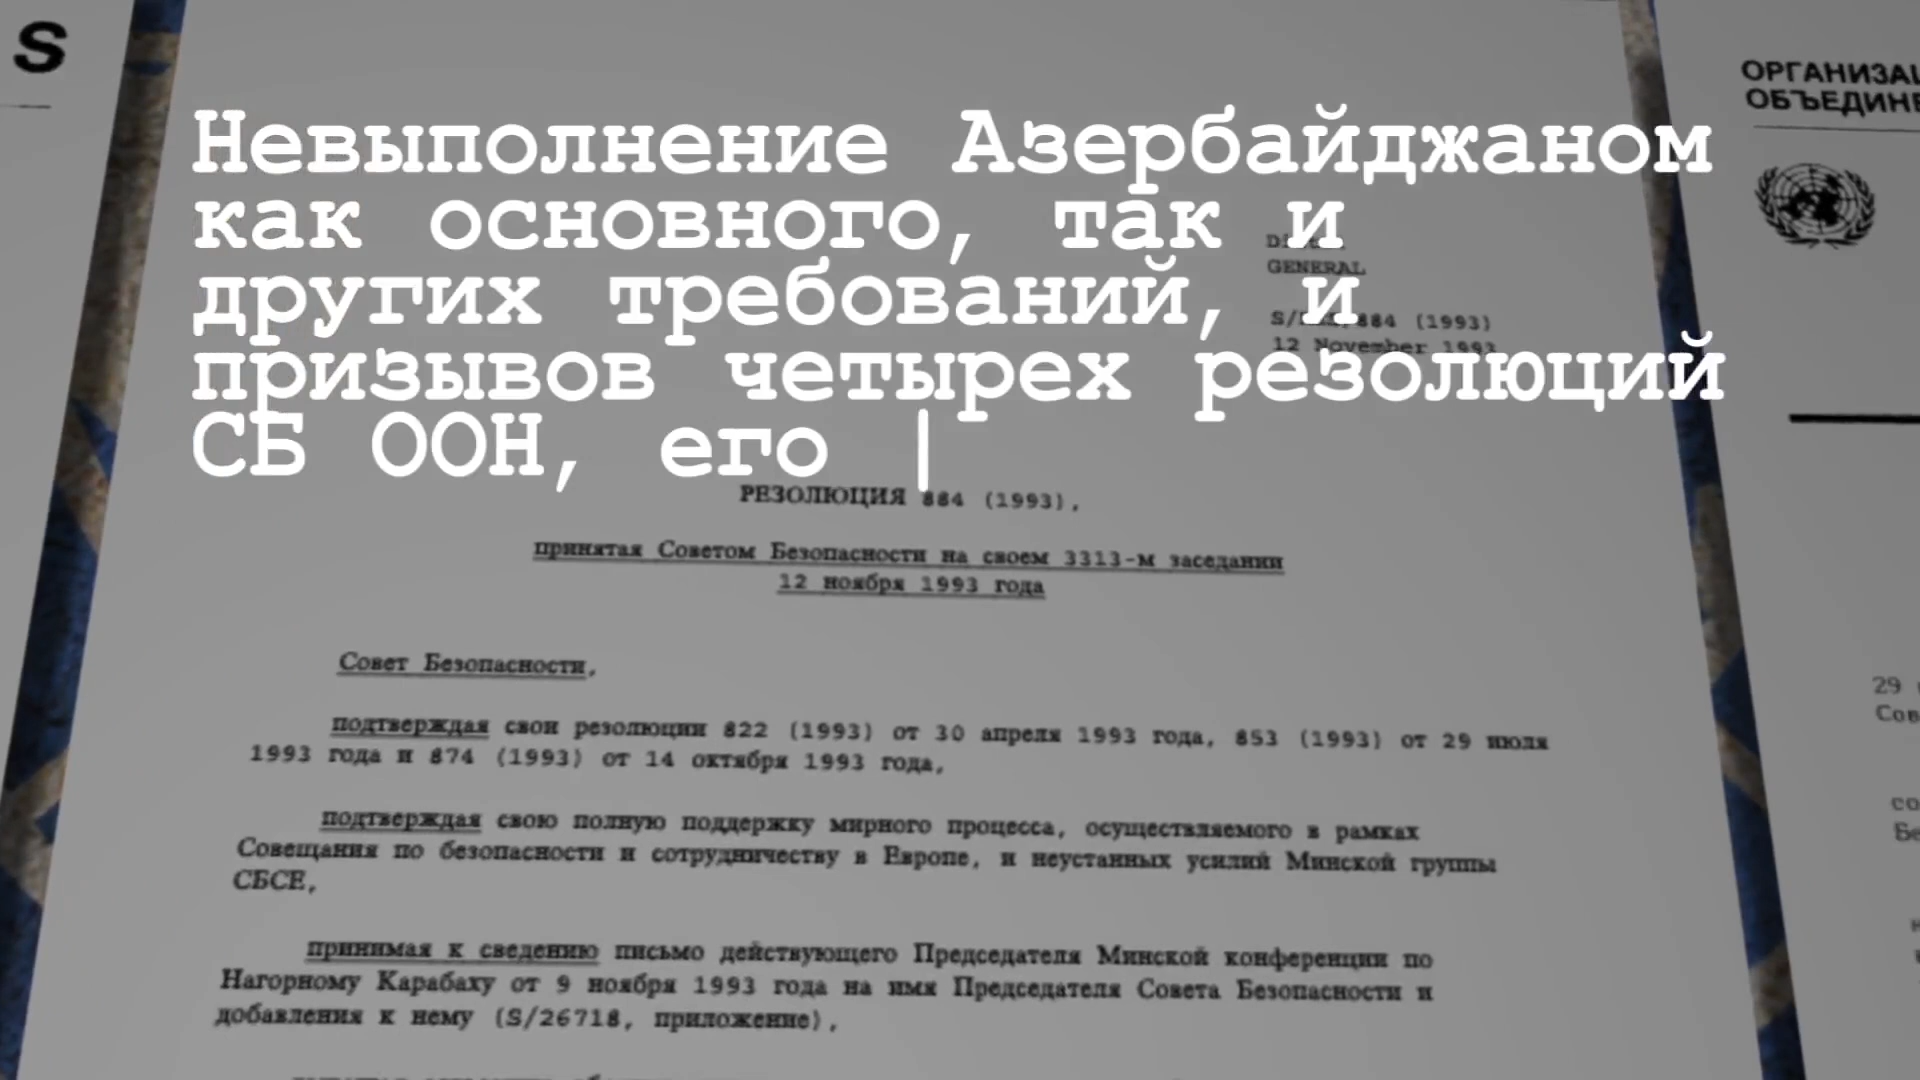 S
ОРГАНИЗА
ОБЪЕДИНЕ
Невыполнение Азербайджаном
как основного, так и
других требований, и
призывов четырех резолюций
СБ ООН, его |
GENERAL
884 (1993)
12 November 1993
РЕЗОЛЮЦИЯ 884 (1993),
принятая Советом Безопасности на своем 3313-м заседании
12 ноября 1993 года
Совет Безопасности,
подтверждая свои резолюции 822 (1993) от 30 апреля 1993 года, 853 (1993) от 29 июля
1993 года и 874 (1993) от 14 октября 1993 года,
подтверждая свою полную поддержку мирного процесса, осуществляемого в рамках
Совещания по безопасности и сотрудничеству в Европе, и неустанных усилий Минской группы
СБСЕ,
принимая к сведению письмо действующего Председателя Минской конференции по
Нагорному Карабаху от 9 ноября 1993 года на имя Председателя Совета Безопасности и
добавления к нему (S/26718, приложение),
29
Сов
со
Бе